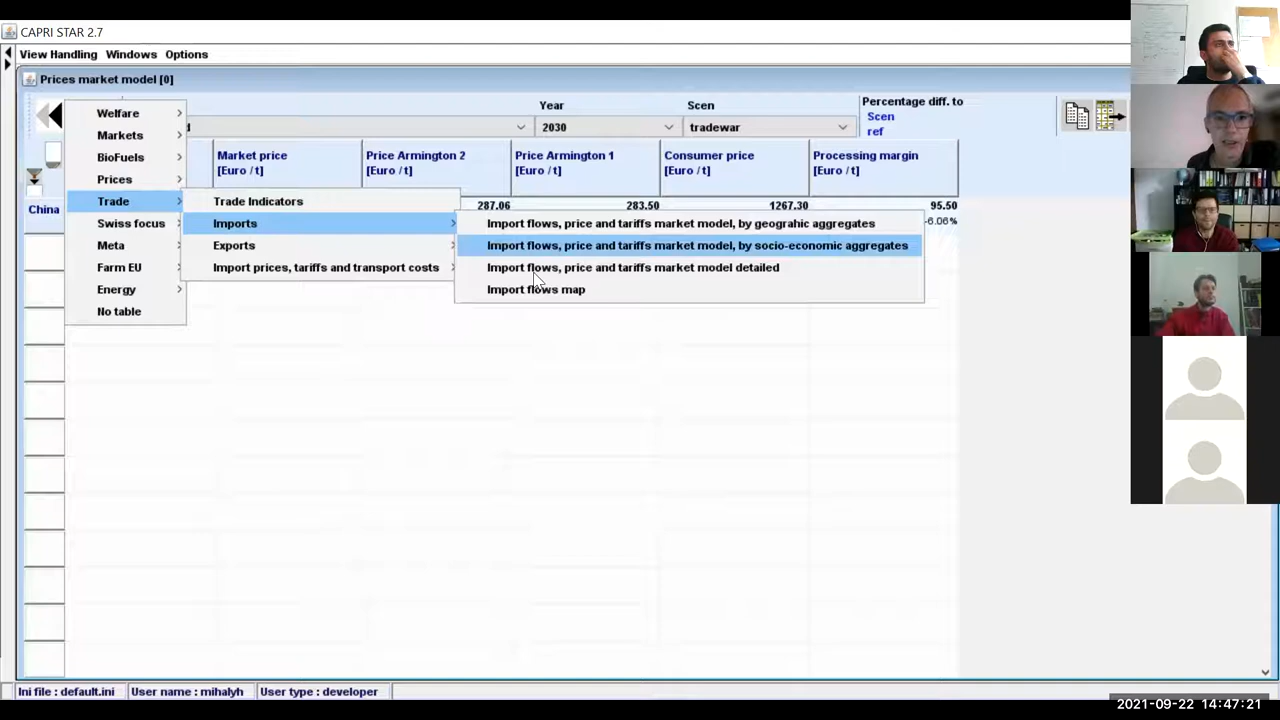 CAPRI STAR 2.7
View Handling Windows Options
Prices market model [0]
Year
Scen
Percentage diff. to
Scen
ref
2030
tradewar
Market price
[Euro / t]
Price Armington 2
[Euro / t]
Price Armington 1
[Euro / t]
Consumer price
[Euro / t]
Processing margin
[Euro / t]
China
287.06
283.50
1267.30
95.50
-6.06%
Welfare
Markets
BioFuels
Prices
Trade
Swiss focus
Meta
Farm EU
Energy
No table
Trade Indicators
Imports
Exports
Import prices, tariffs and transport costs
Import flows, price and tariffs market model, by geograhic aggregates
Import flows, price and tariffs market model, by socio-economic aggregates
Import flows, price and tariffs market model detailed
Import flows map
Ini file : default.ini
User name : mihalyh
User type : developer
2021-09-22 14:47:21